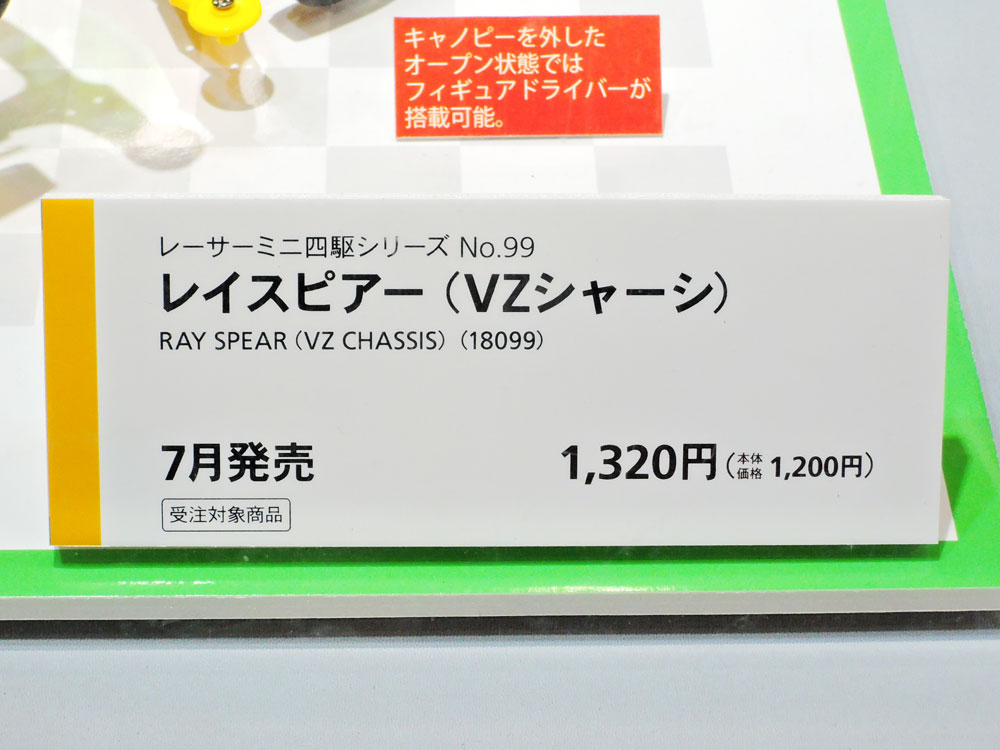 キャノピーを外した
オープン状態では
フィギュアドライバーが
搭載可能。
レーサーミニ四駆シリーズ No.99
レイスピアー（VZシャーシ）
RAY SPEAR（VZ CHASSIS）（18099）
7月発売
1,320円（本体価格 1,200円）
受注対象商品